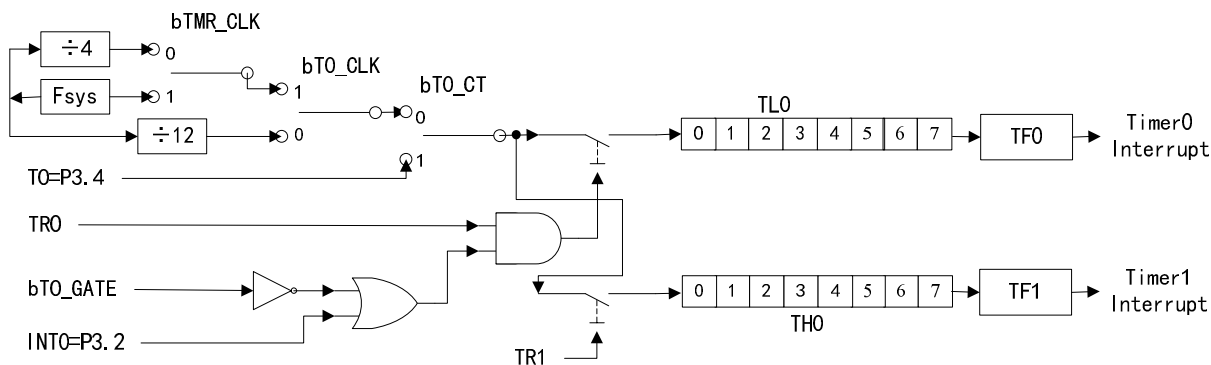 bTMR_CLK
÷4
0
bT0_CLK
bT0_CT
Fsys
1
1
0
÷12
0
TL0
0 1 2 3 4 5 6 7
TF0
Timer0
Interrupt
T0=P3.4
1
TR0
bT0_GATE
INT0=P3.2
0 1 2 3 4 5 6 7
TH0
TF1
Timer1
Interrupt
TR1